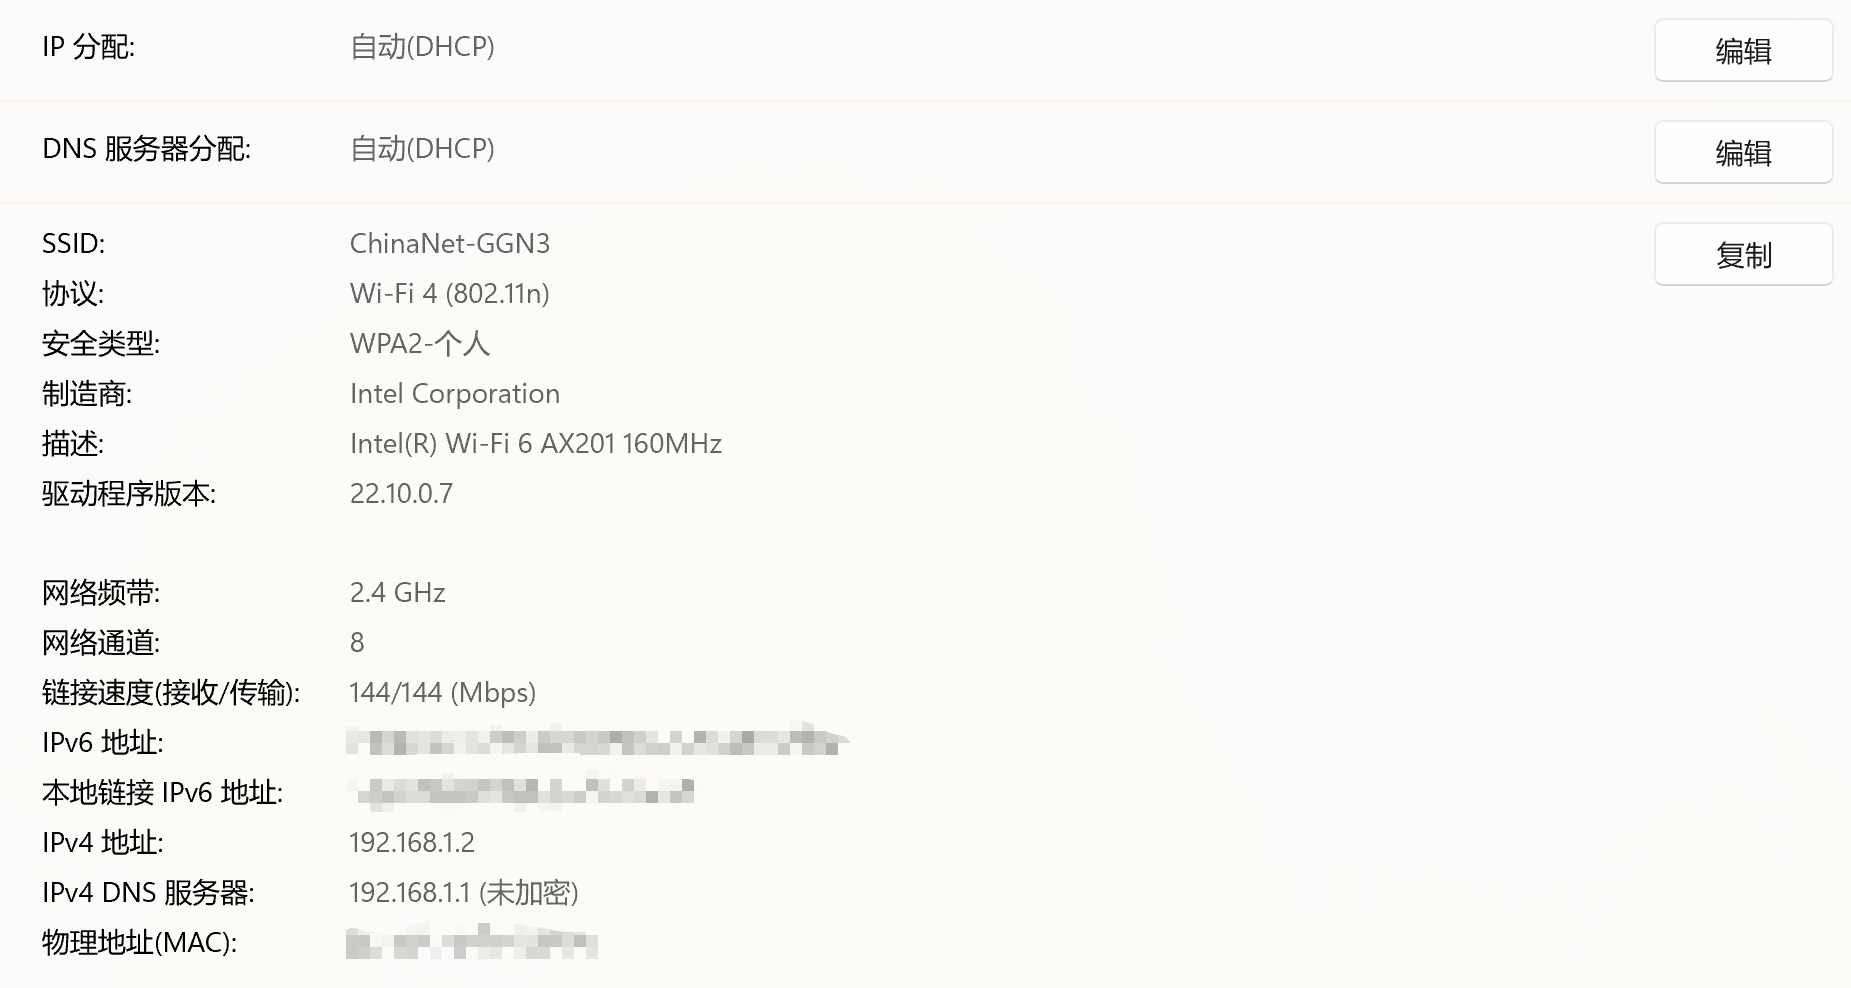 IP 分配: 自动(DHCP) 编辑
DNS 服务器分配: 自动(DHCP) 编辑
SSID: ChinaNet-GGN3 复制
协议: Wi-Fi 4 (802.11n)
安全类型: WPA2-个人
制造商: Intel Corporation
描述: Intel(R) Wi-Fi 6 AX201 160MHz
驱动程序版本: 22.10.0.7
网络频带: 2.4 GHz
网络通道: 8
链接速度(接收/传输): 144/144 (Mbps)
IPv6 地址:
本地链接 IPv6 地址:
IPv4 地址: 192.168.1.2
IPv4 DNS 服务器: 192.168.1.1 (未加密)
物理地址(MAC):